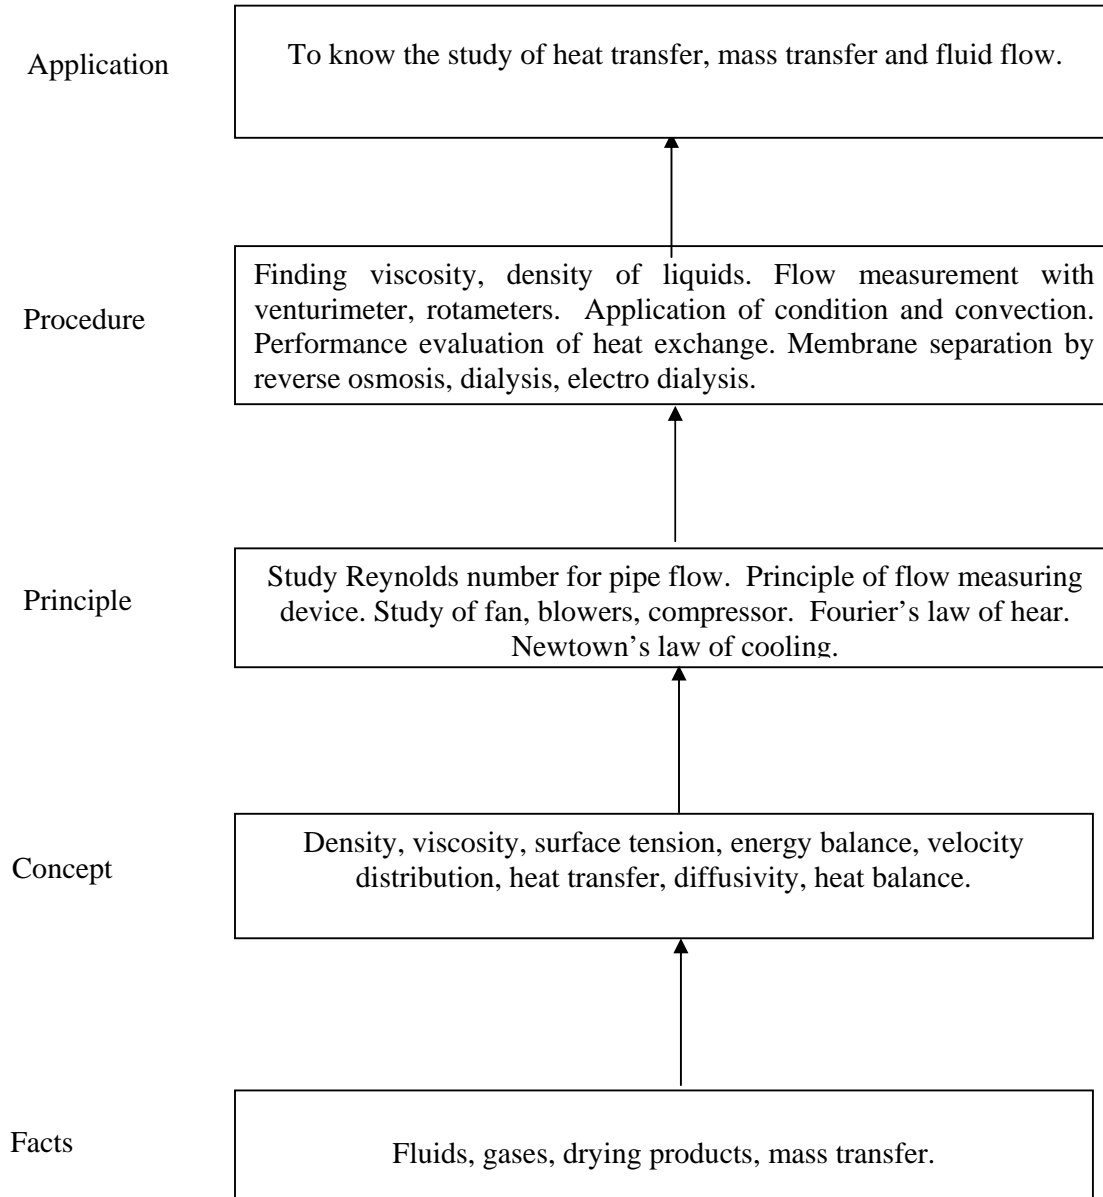 Application
To know the study of heat transfer, mass transfer and fluid flow.
Procedure
Finding viscosity, density of liquids. Flow measurement with
venturimeter, rotameters. Application of condition and convection.
Performance evaluation of heat exchange. Membrane separation by
reverse osmosis, dialysis, electro dialysis.
Principle
Study Reynolds number for pipe flow. Principle of flow measuring
device. Study of fan, blowers, compressor. Fourier’s law of hear.
Newtown’s law of cooling.
Concept
Density, viscosity, surface tension, energy balance, velocity
distribution, heat transfer, diffusivity, heat balance.
Facts
Fluids, gases, drying products, mass transfer.